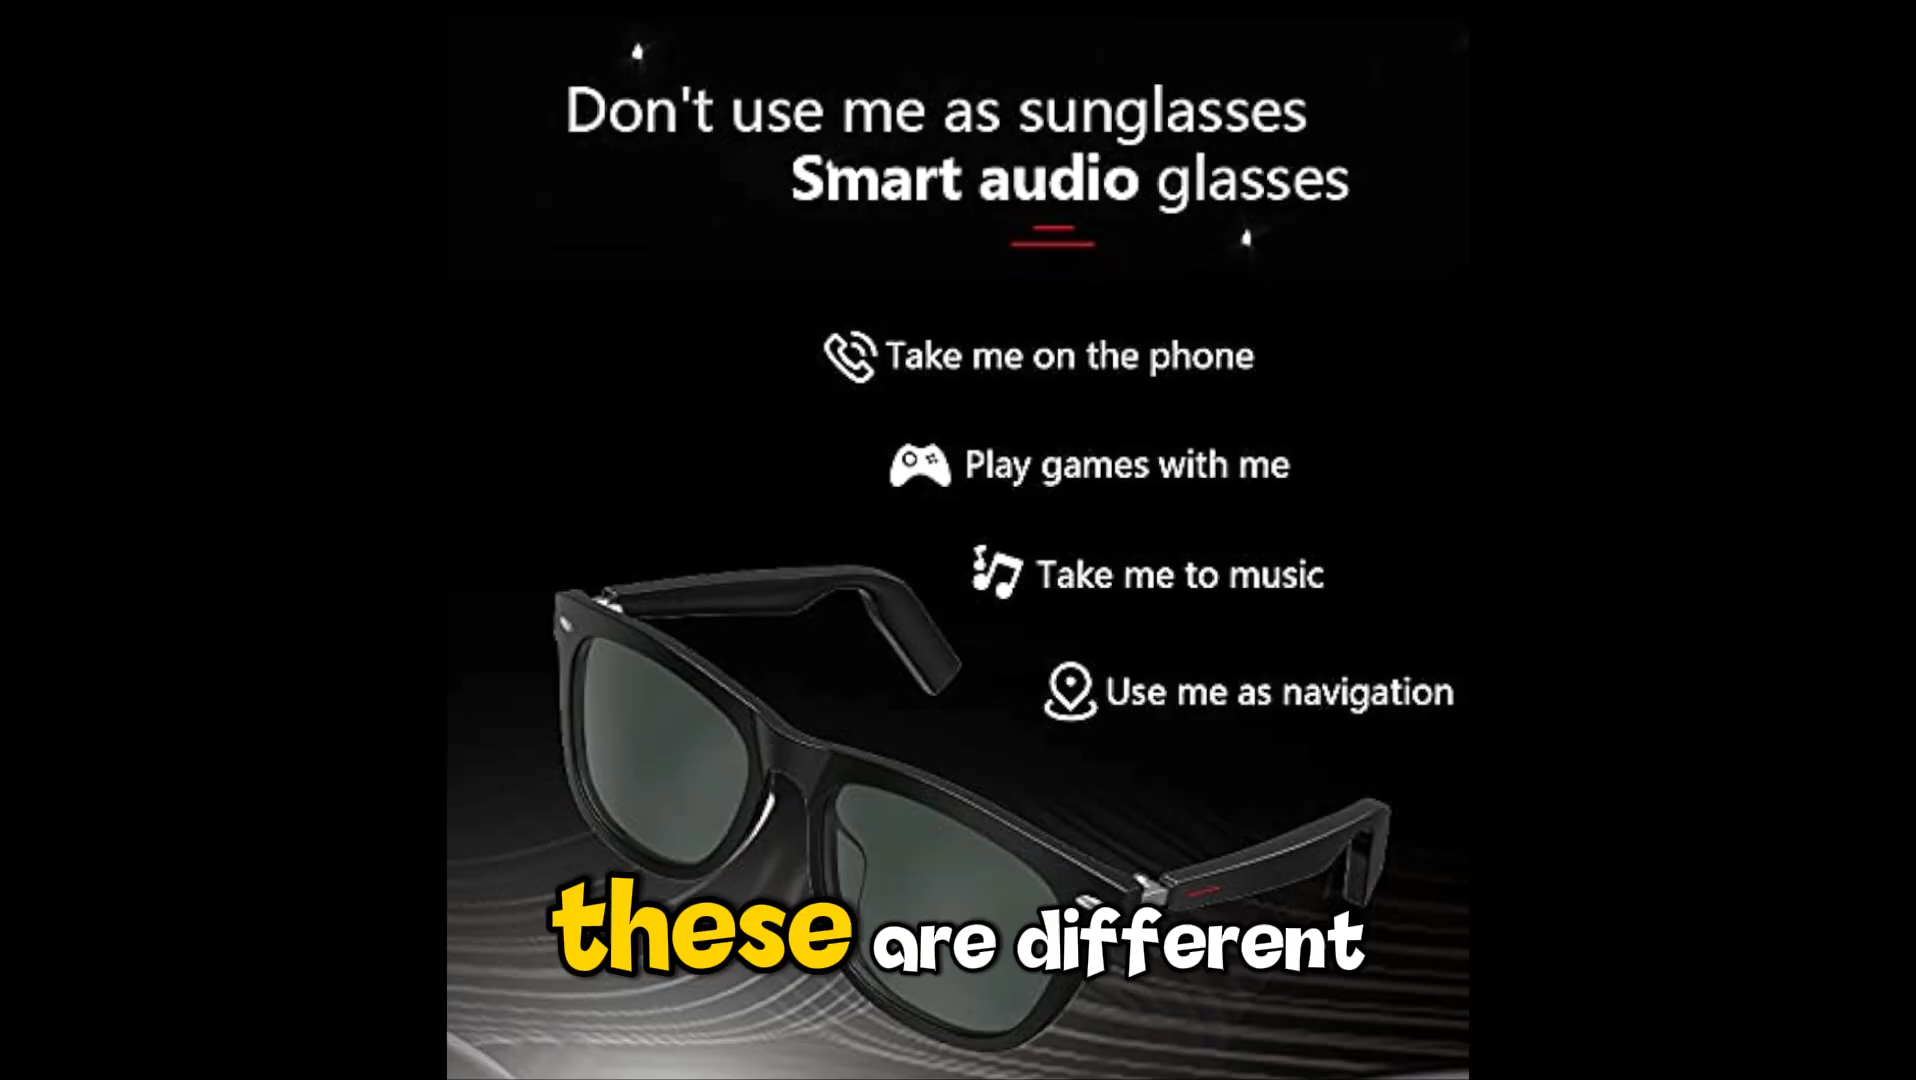 Don't use me as sunglasses
Smart audio glasses
Take me on the phone
Play games with me
Take me to music
Use me as navigation
these are different